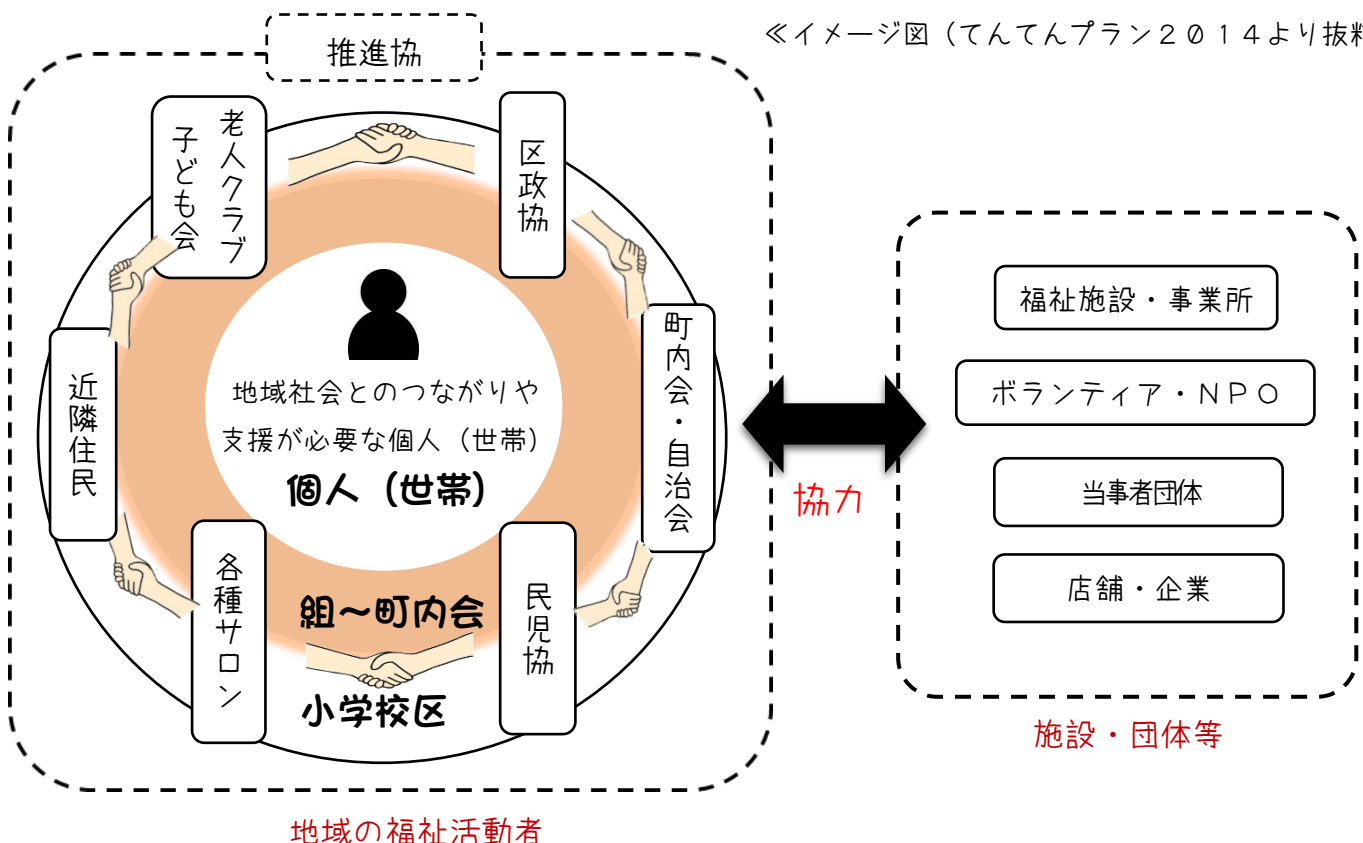 ≪イメージ図（てんてんプラン２０１４より抜粋
推進協
老人クラブ
子ども会
区政協
近隣住民
町内会・自治会
地域社会とのつながりや
支援が必要な個人（世帯）
個人（世帯）
各種サロン
組～町内会
民児協
小学校区
地域の福祉活動者
協力
福祉施設・事業所
ボランティア・ＮＰＯ
当事者団体
店舗・企業
施設・団体等